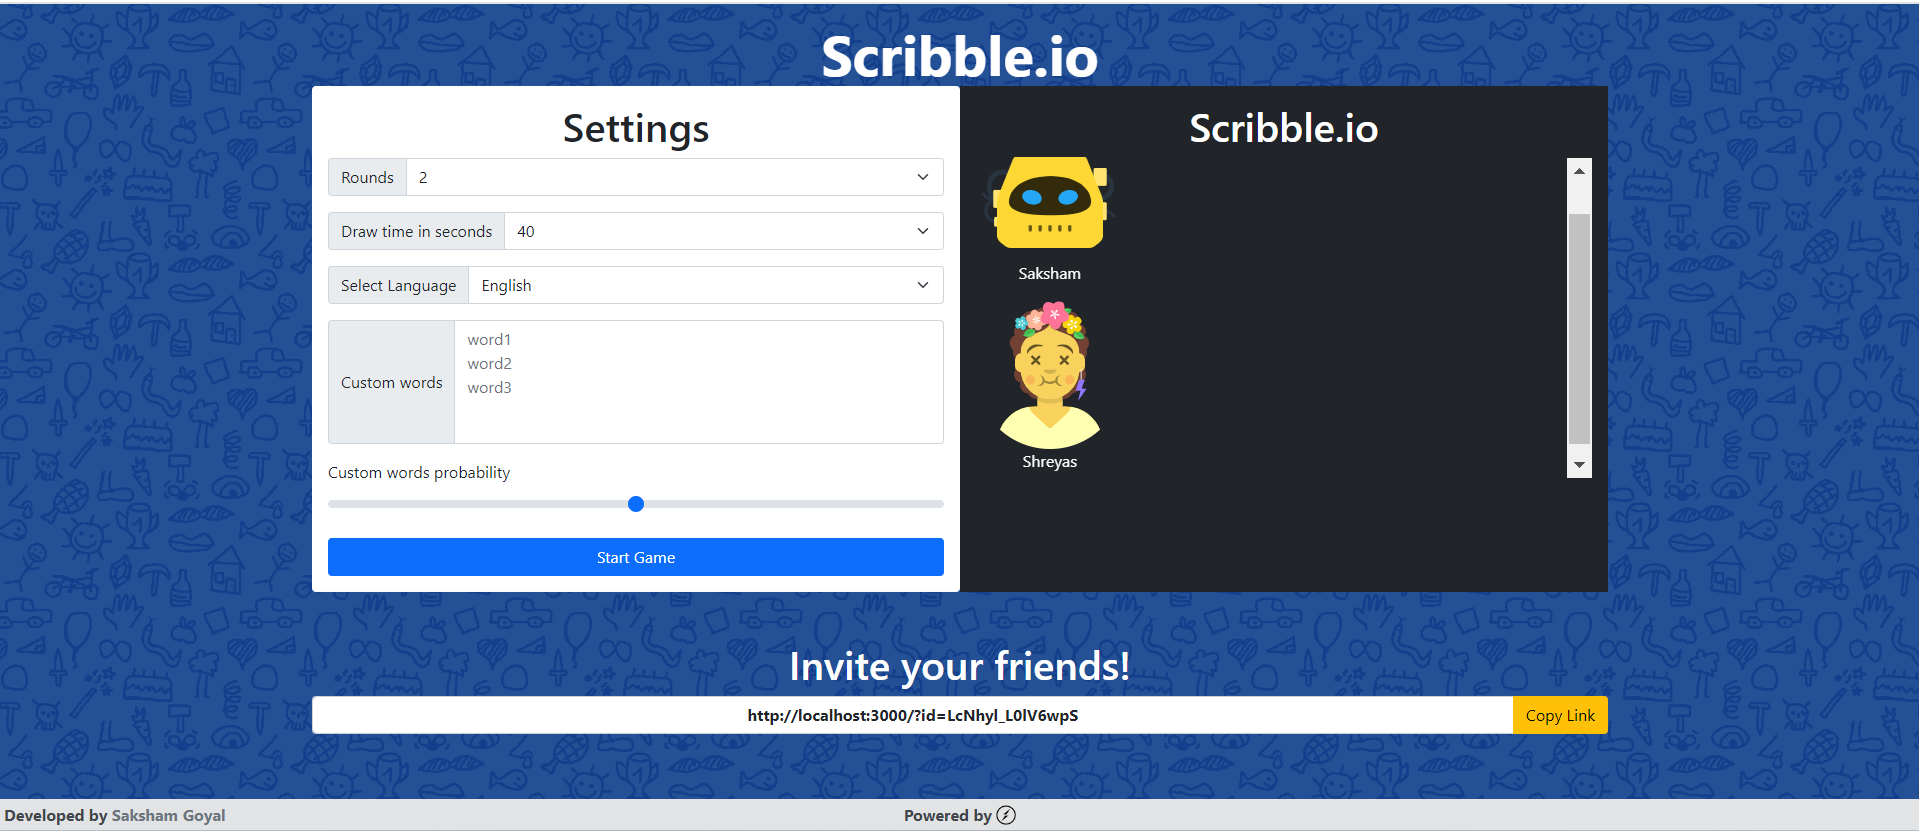 Scribble.io
Settings
Rounds 2
Draw time in seconds 40
Select Language English
Custom words
word1
word2
word3
Custom words probability
Start Game
Scribble.io
Saksham
Shreyas
Invite your friends!
http://localhost:3000/?id=LcNhyl_L0lV6wpS Copy Link
Developed by Saksham Goyal Powered by